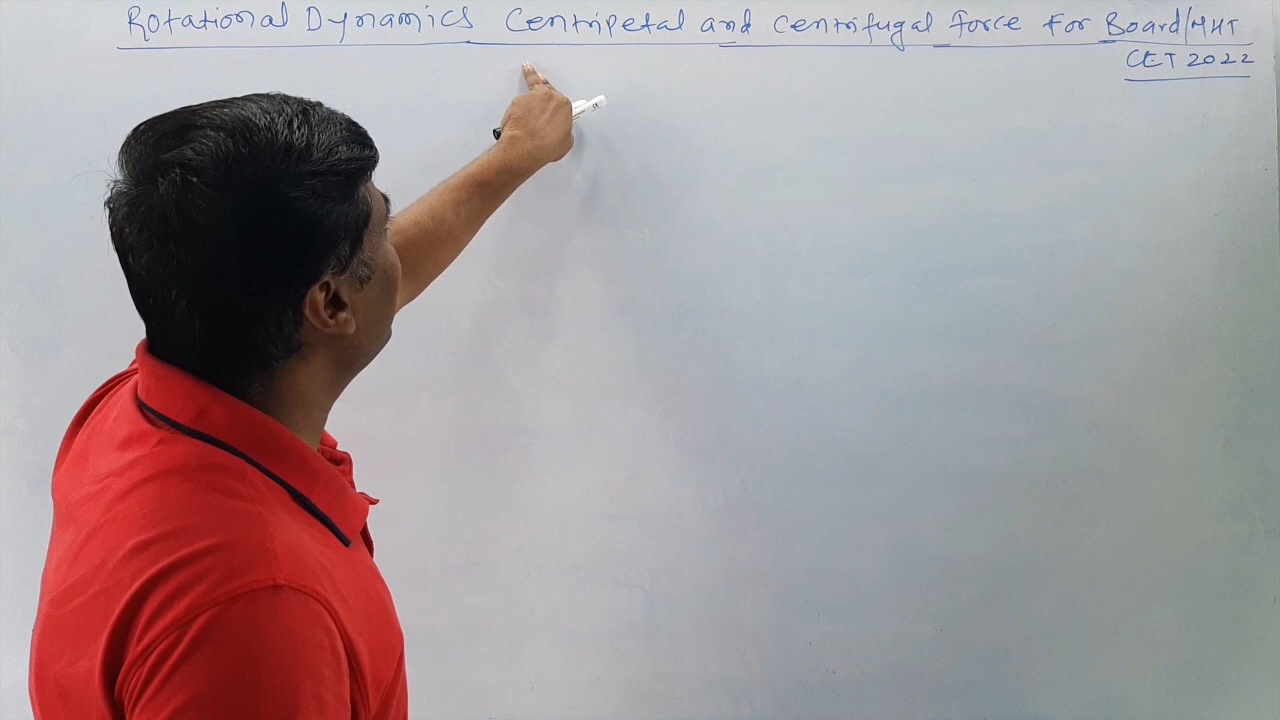 Rotational Dynamics Centripetal and Centrifugal force For Board/MHT
CET 2022